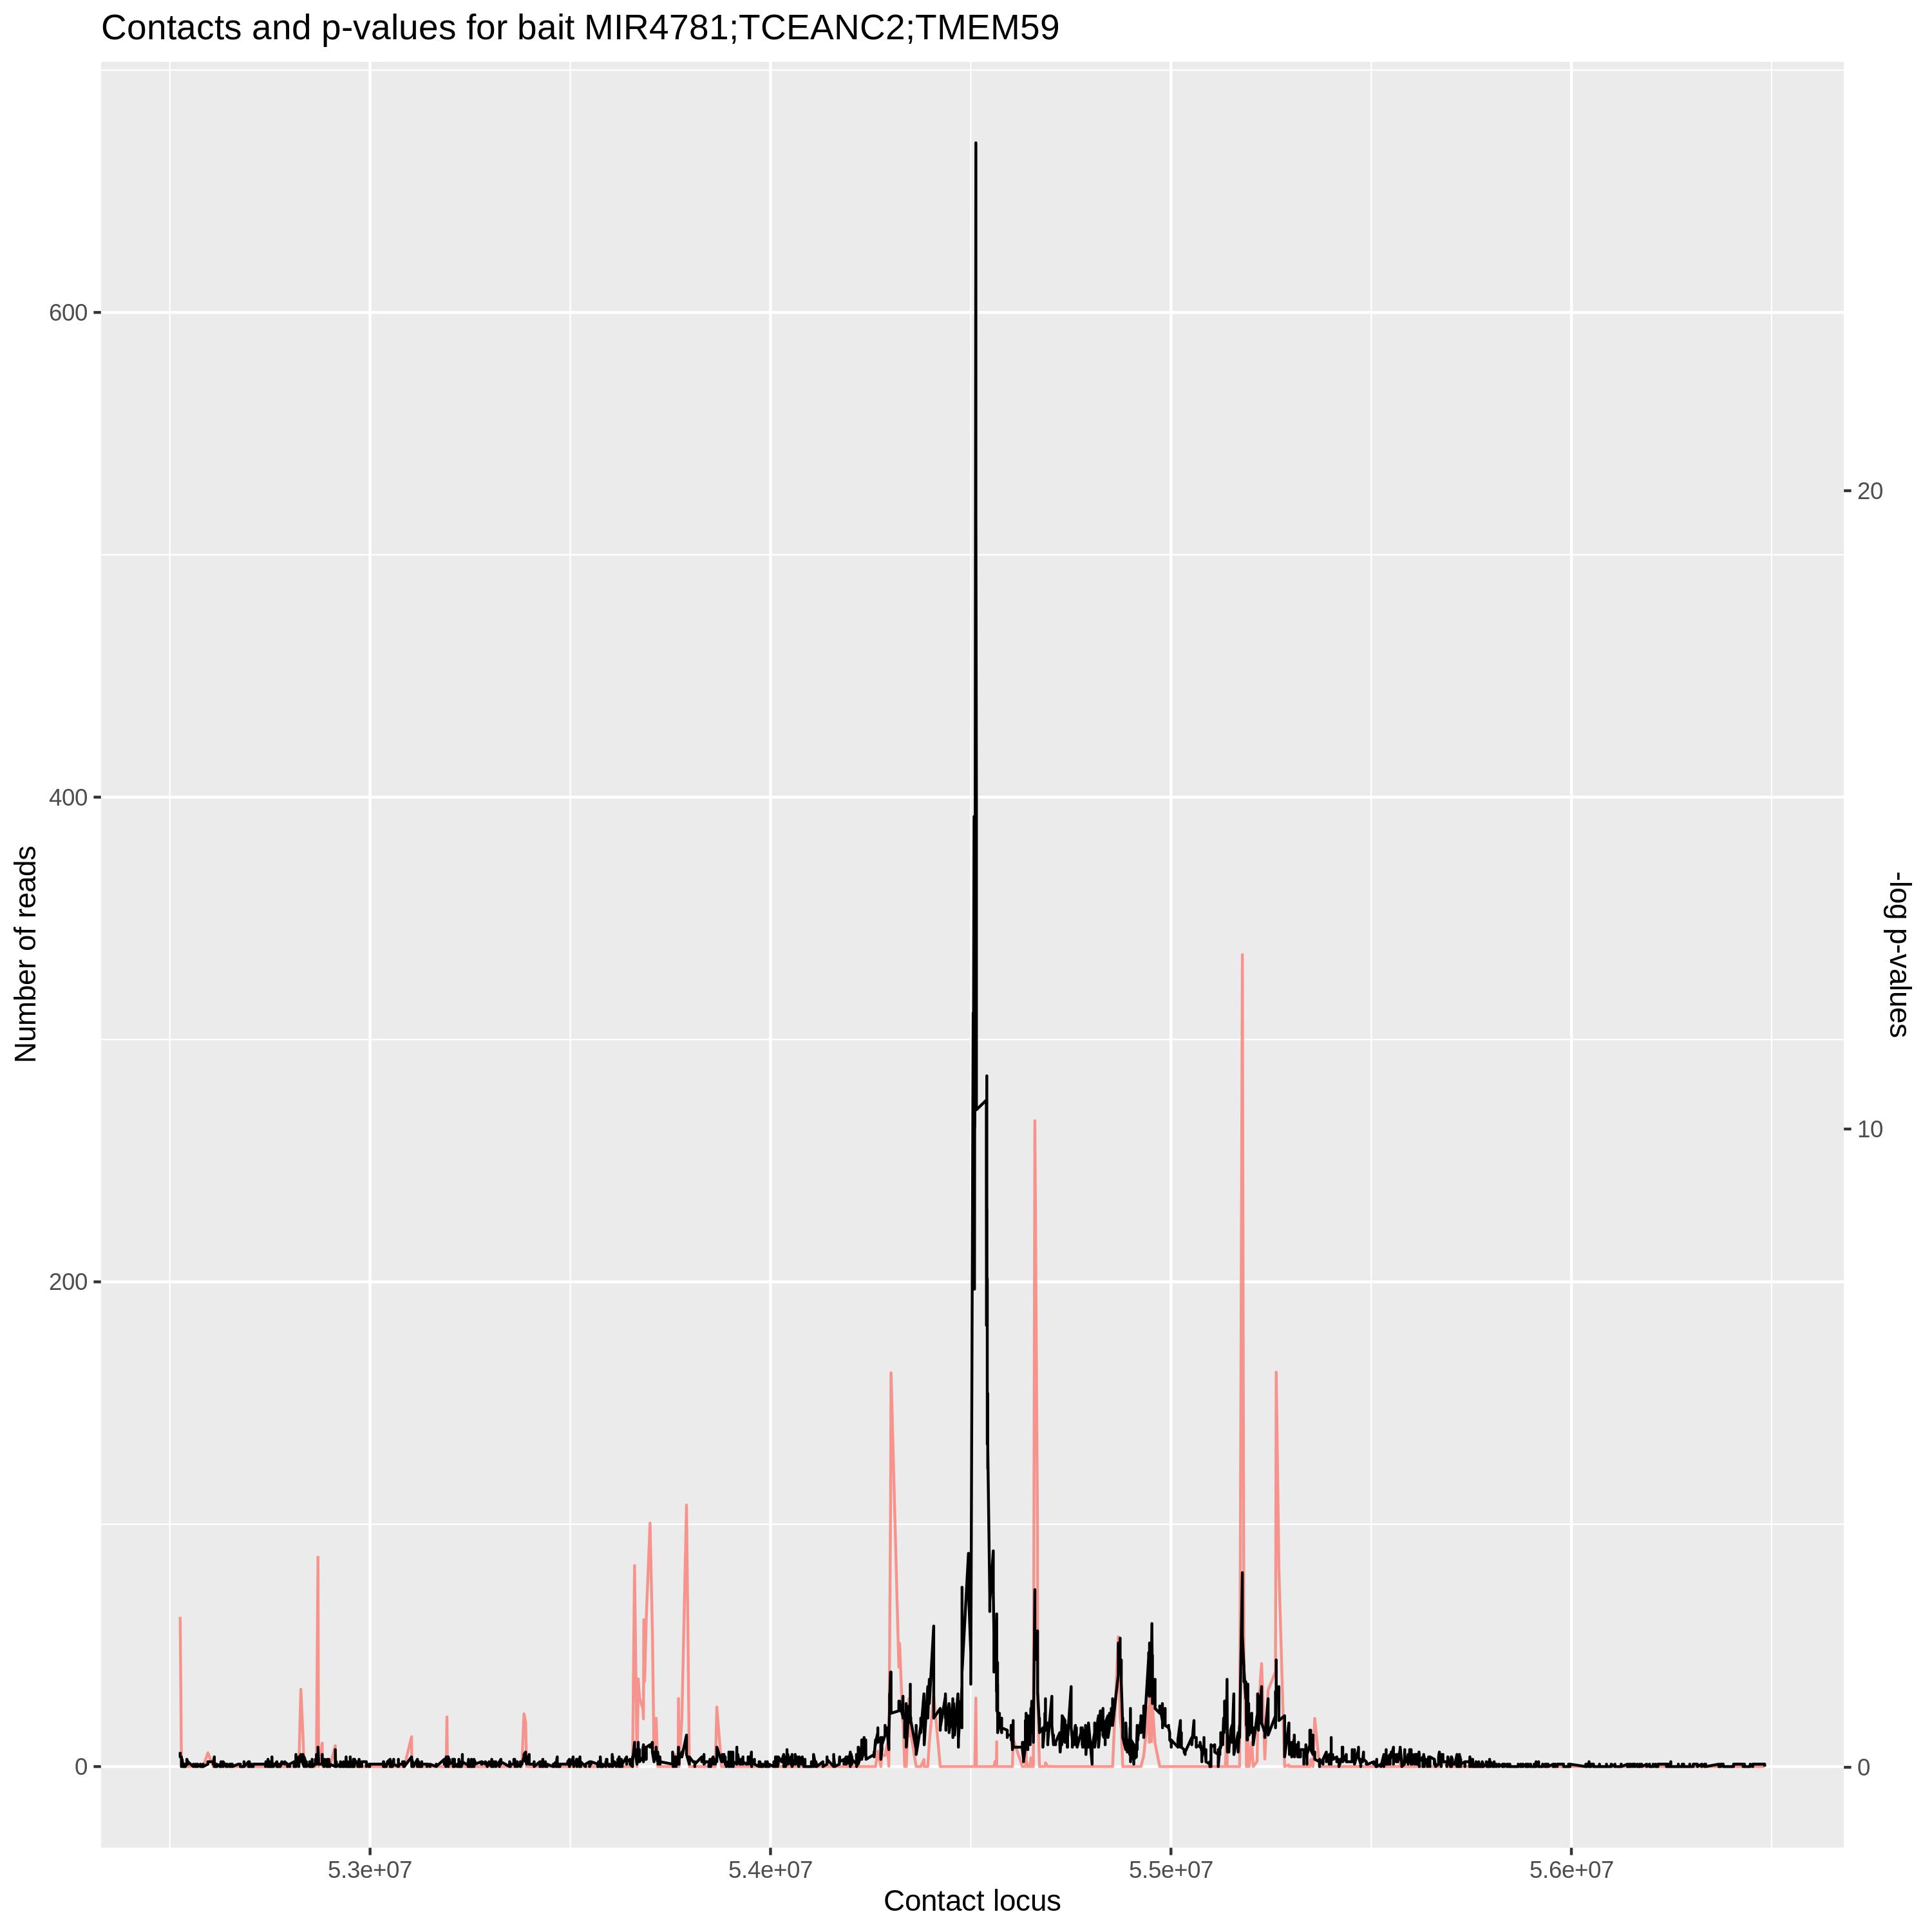 Contacts and p-values for bait MIR4781;TCEANC2;TMEM59
600
400
200
0
Number of reads
20
10
0
-log p-values
5.3e+07
5.4e+07
5.5e+07
5.6e+07
Contact locus